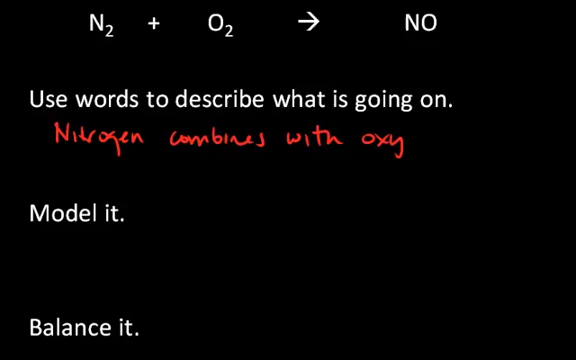 N₂ + O₂ → NO
Use words to describe what is going on.
Nitrogen combines with oxy
Model it.
Balance it.